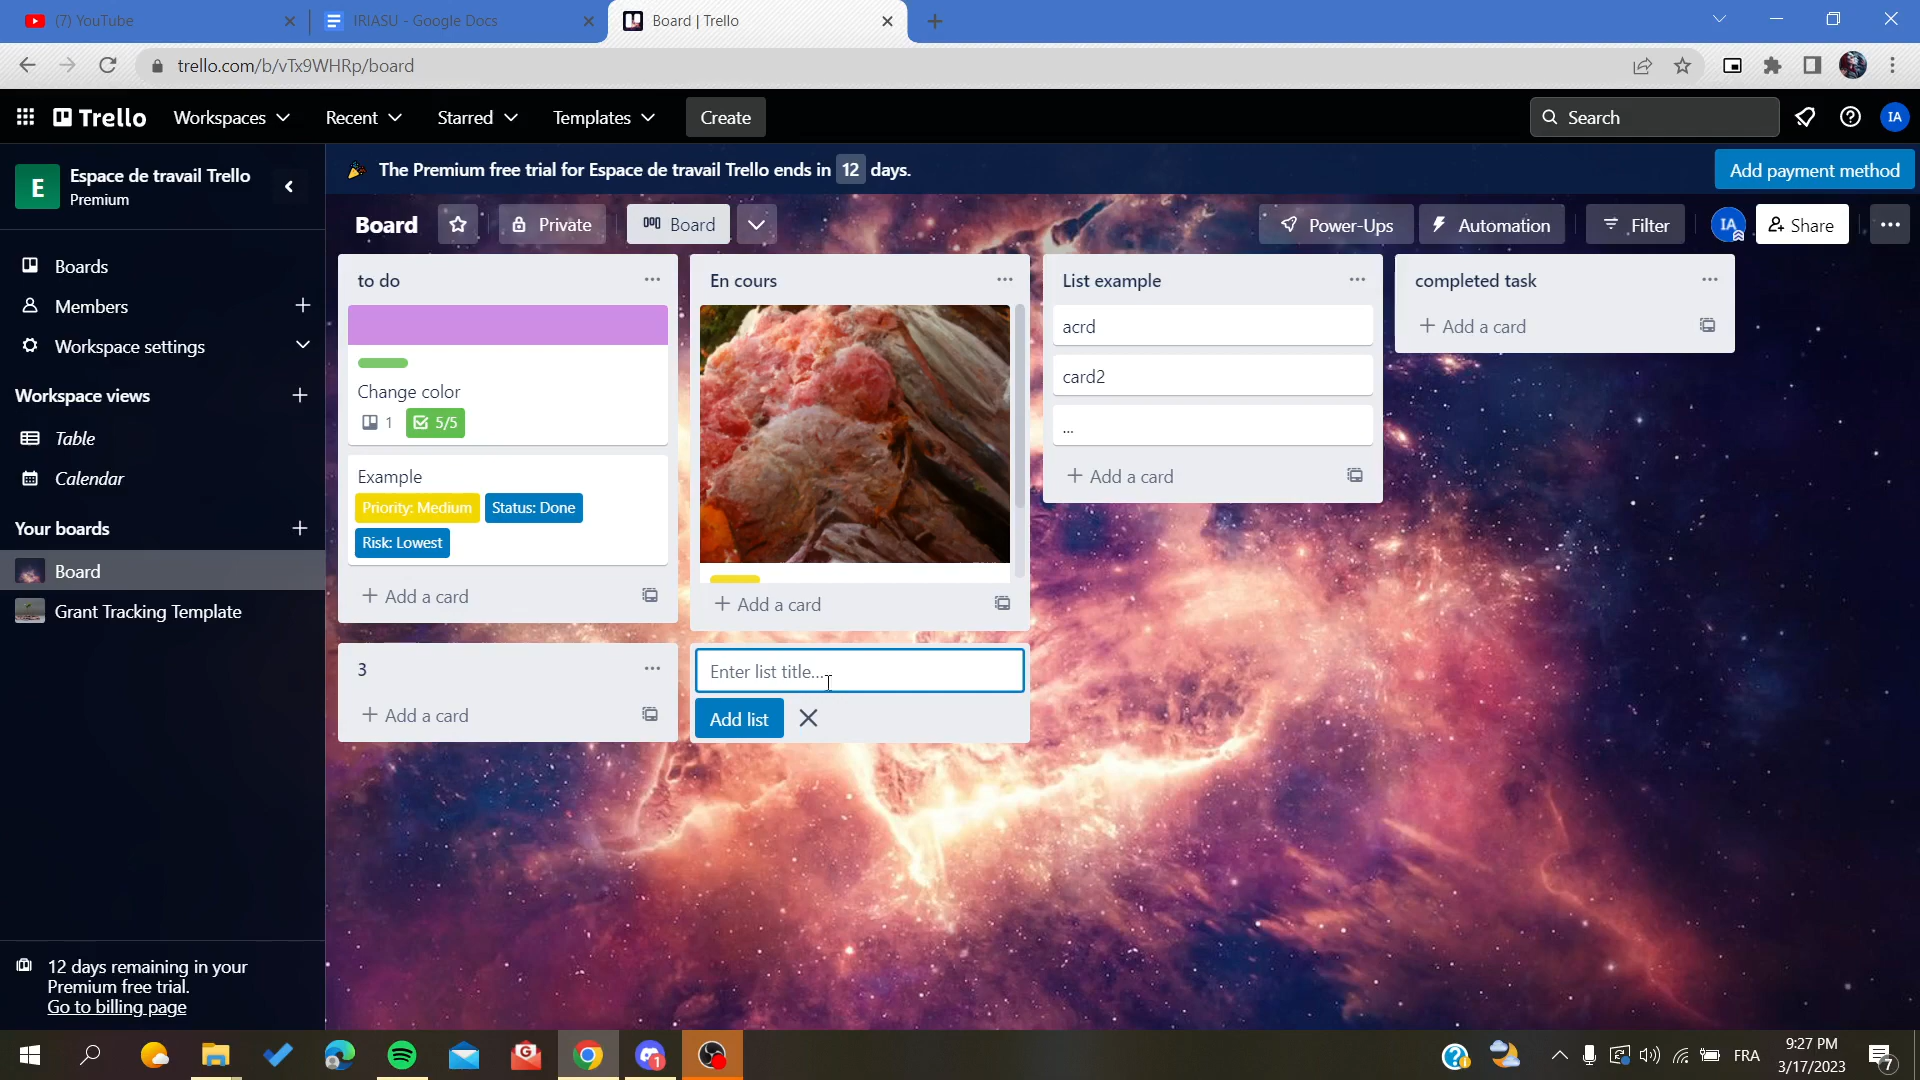 (7) YouTube
IRIASU - Google Docs
Board | Trello
trello.com/b/vTx9WHRp/board
Trello
Workspaces
Recent
Starred
Templates
Create
Search
IA
E
Espace de travail Trello
Premium
The Premium free trial for Espace de travail Trello ends in 12 days.
Add payment method
Board
Private
Board
Power-Ups
Automation
Filter
IA
Share
Boards
Members
Workspace settings
Workspace views
Table
Calendar
Your boards
Board
Grant Tracking Template
12 days remaining in your
Premium free trial.
Go to billing page
to do
Change color
1
5/5
Example
Priority: Medium
Status: Done
Risk: Lowest
Add a card
3
Add a card
En cours
Add a card
Enter list title...
Add list
List example
acrd
card2
...
Add a card
completed task
Add a card
1
FRA
9:27 PM
3/17/2023
7